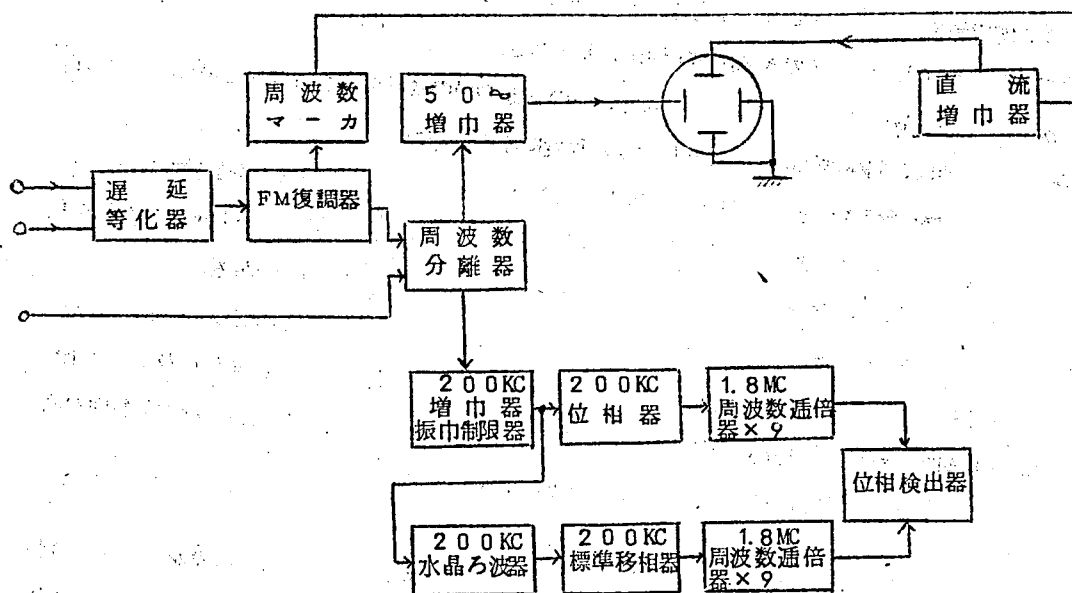 周波数
マーカ
50〜
増巾器
直流
増巾器
遅延
等化器
FM復調器
周波数
分離器
200KC
増巾器
振巾制限器
200KC
位相器
1.8MC
周波数逓倍
器×9
位相検出器
200KC
水晶ろ波器
200KC
標準移相器
1.8MC
周波数逓倍
器×9